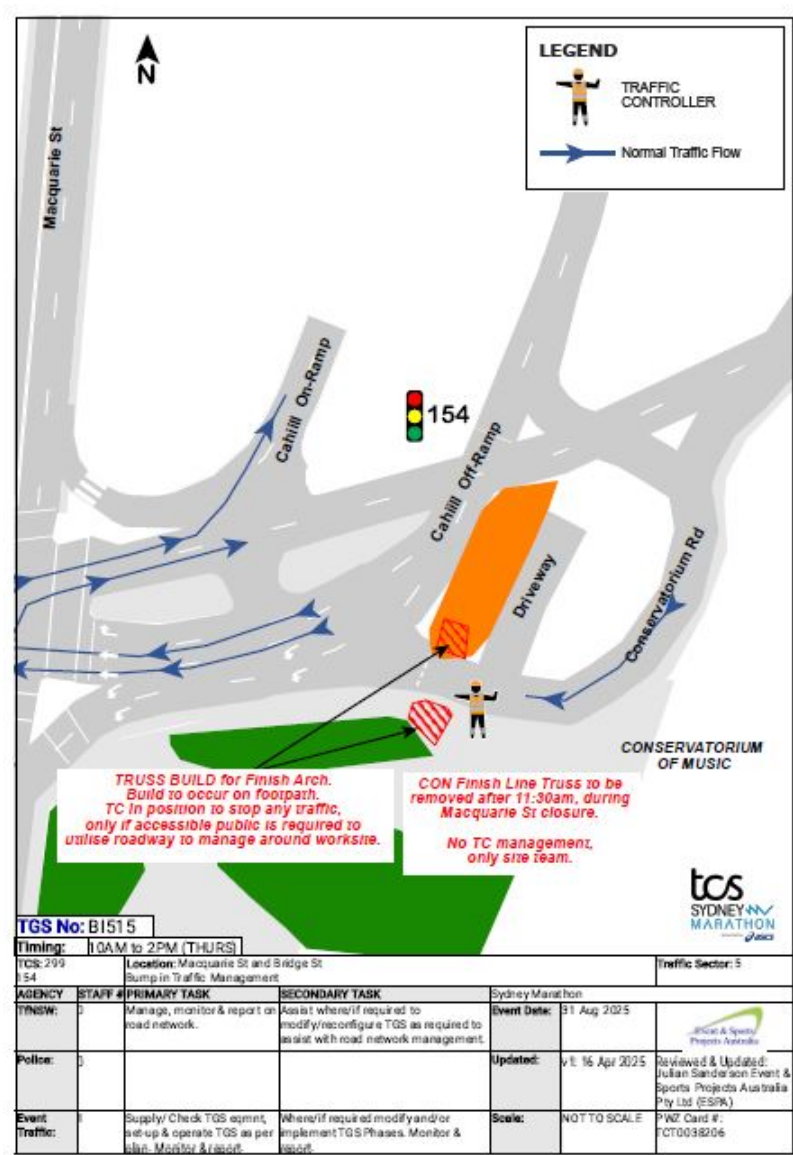 N
LEGEND
TRAFFIC
CONTROLLER
Normal Traffic Flow
Macquarie St
Cahill On-Ramp
154
Cahill Off-Ramp
Driveway
Conservatorium Rd
CONSERVATORIUM
OF MUSIC
TRUSS BUILD for Finish Arch.
Build to occur on footpath.
TC In position to stop any traffic,
only if accessible public is required to
utilise roadway to manage around worksite.
CON Finish Line Truss to be
removed after 11:30am, during
Macquarie St closure.
No TC management,
only site team.
tcs
SYDNEY
MARATHON
asics
TGS No: BI515
Timing: 10AM to 2PM (THURS)
TCS: 299
154
Location: Macquarie St and Bridge St
Bump in Traffic Management
Traffic Sector: 5
AGENCY STAFF # PRIMARY TASK SECONDARY TASK Sydney Marathon
TfNSW:
Manage, monitor & report on
road network.
Assist where/if required to
modify/reconfigure TGS as required to
assist with road network management.
Event Date: 31 Aug 2025
Event & Sports
Projects Australia
Police:
Updated: v1: 16 Apr 2025
Reviewed & Updated:
Julian Sanderson Event &
Sports Projects Australia
Pty Ltd (ESPA)
Event
Traffic:
1
Supply/ Check TGS eqmnt,
set-up & operate TGS as per
plan- Monitor & report-
Where/if required modify and/or
implement TGS Phases. Monitor &
report-
Scale: NOT TO SCALE
PWZ Card #:
TCT0038206